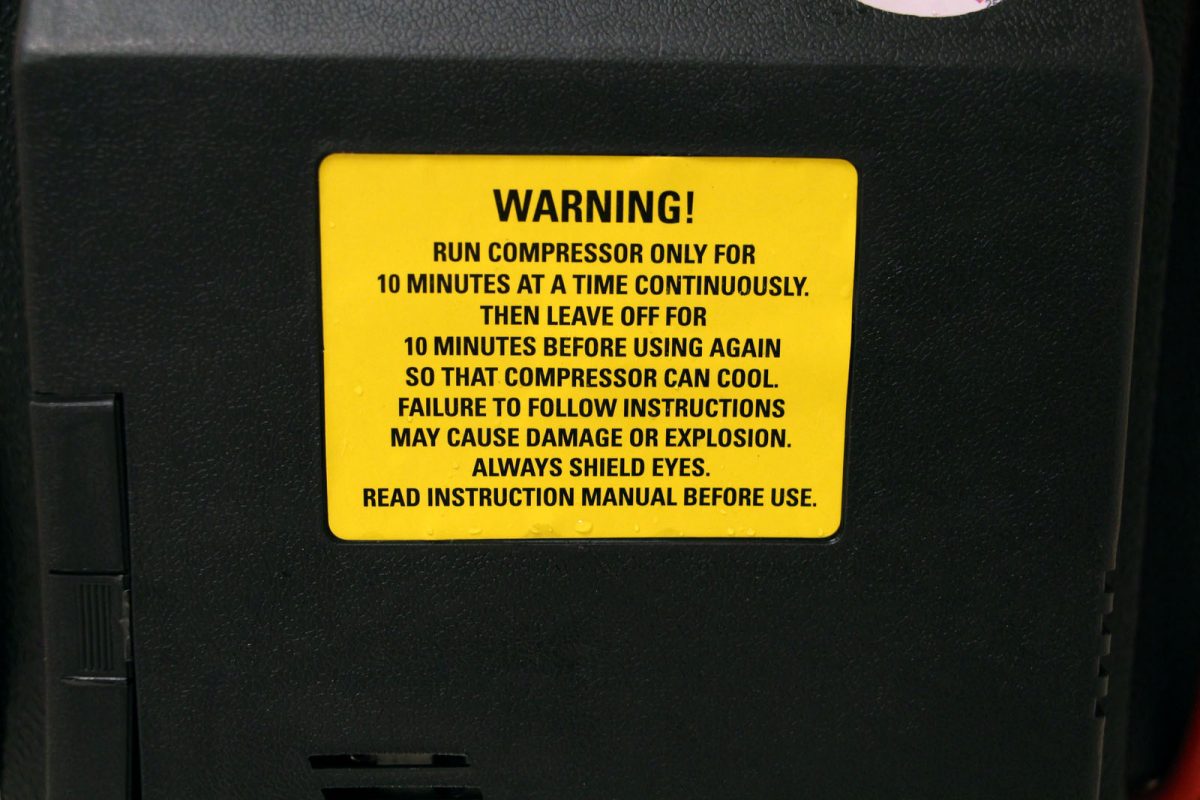 WARNING!
RUN COMPRESSOR ONLY FOR
10 MINUTES AT A TIME CONTINUOUSLY.
THEN LEAVE OFF FOR
10 MINUTES BEFORE USING AGAIN
SO THAT COMPRESSOR CAN COOL.
FAILURE TO FOLLOW INSTRUCTIONS
MAY CAUSE DAMAGE OR EXPLOSION.
ALWAYS SHIELD EYES.
READ INSTRUCTION MANUAL BEFORE USE.